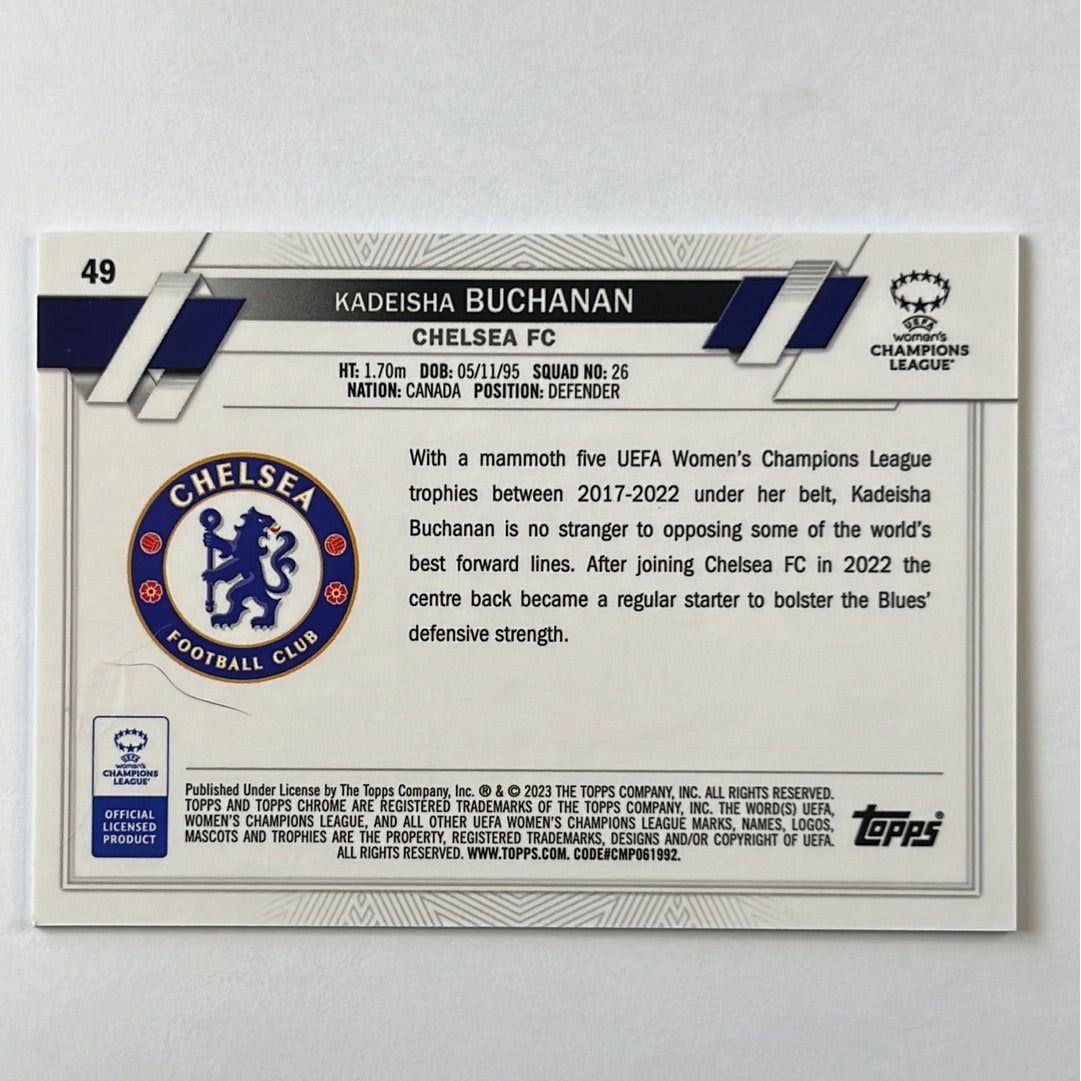 49
KADEISHA BUCHANAN
CHELSEA FC
HT: 1.70m DOB: 05/11/95 SQUAD NO: 26
NATION: CANADA POSITION: DEFENDER
UEFA
women's
CHAMPIONS
LEAGUE
CHELSEA
FOOTBALL CLUB
With a mammoth five UEFA Women's Champions League
trophies between 2017-2022 under her belt, Kadeisha
Buchanan is no stranger to opposing some of the world's
best forward lines. After joining Chelsea FC in 2022 the
centre back became a regular starter to bolster the Blues'
defensive strength.
UEFA
women's
CHAMPIONS
LEAGUE
OFFICIAL
LICENSED
PRODUCT
Published Under License by The Topps Company, Inc. ® & © 2023 THE TOPPS COMPANY, INC. ALL RIGHTS RESERVED.
TOPPS AND TOPPS CHROME ARE REGISTERED TRADEMARKS OF THE TOPPS COMPANY, INC. THE WORD(S) UEFA,
WOMEN'S CHAMPIONS LEAGUE, AND ALL OTHER UEFA WOMEN'S CHAMPIONS LEAGUE MARKS, NAMES, LOGOS,
MASCOTS AND TROPHIES ARE THE PROPERTY, REGISTERED TRADEMARKS, DESIGNS AND/OR COPYRIGHT OF UEFA.
ALL RIGHTS RESERVED. WWW.TOPPS.COM. CODE#CMP061992.
topps®